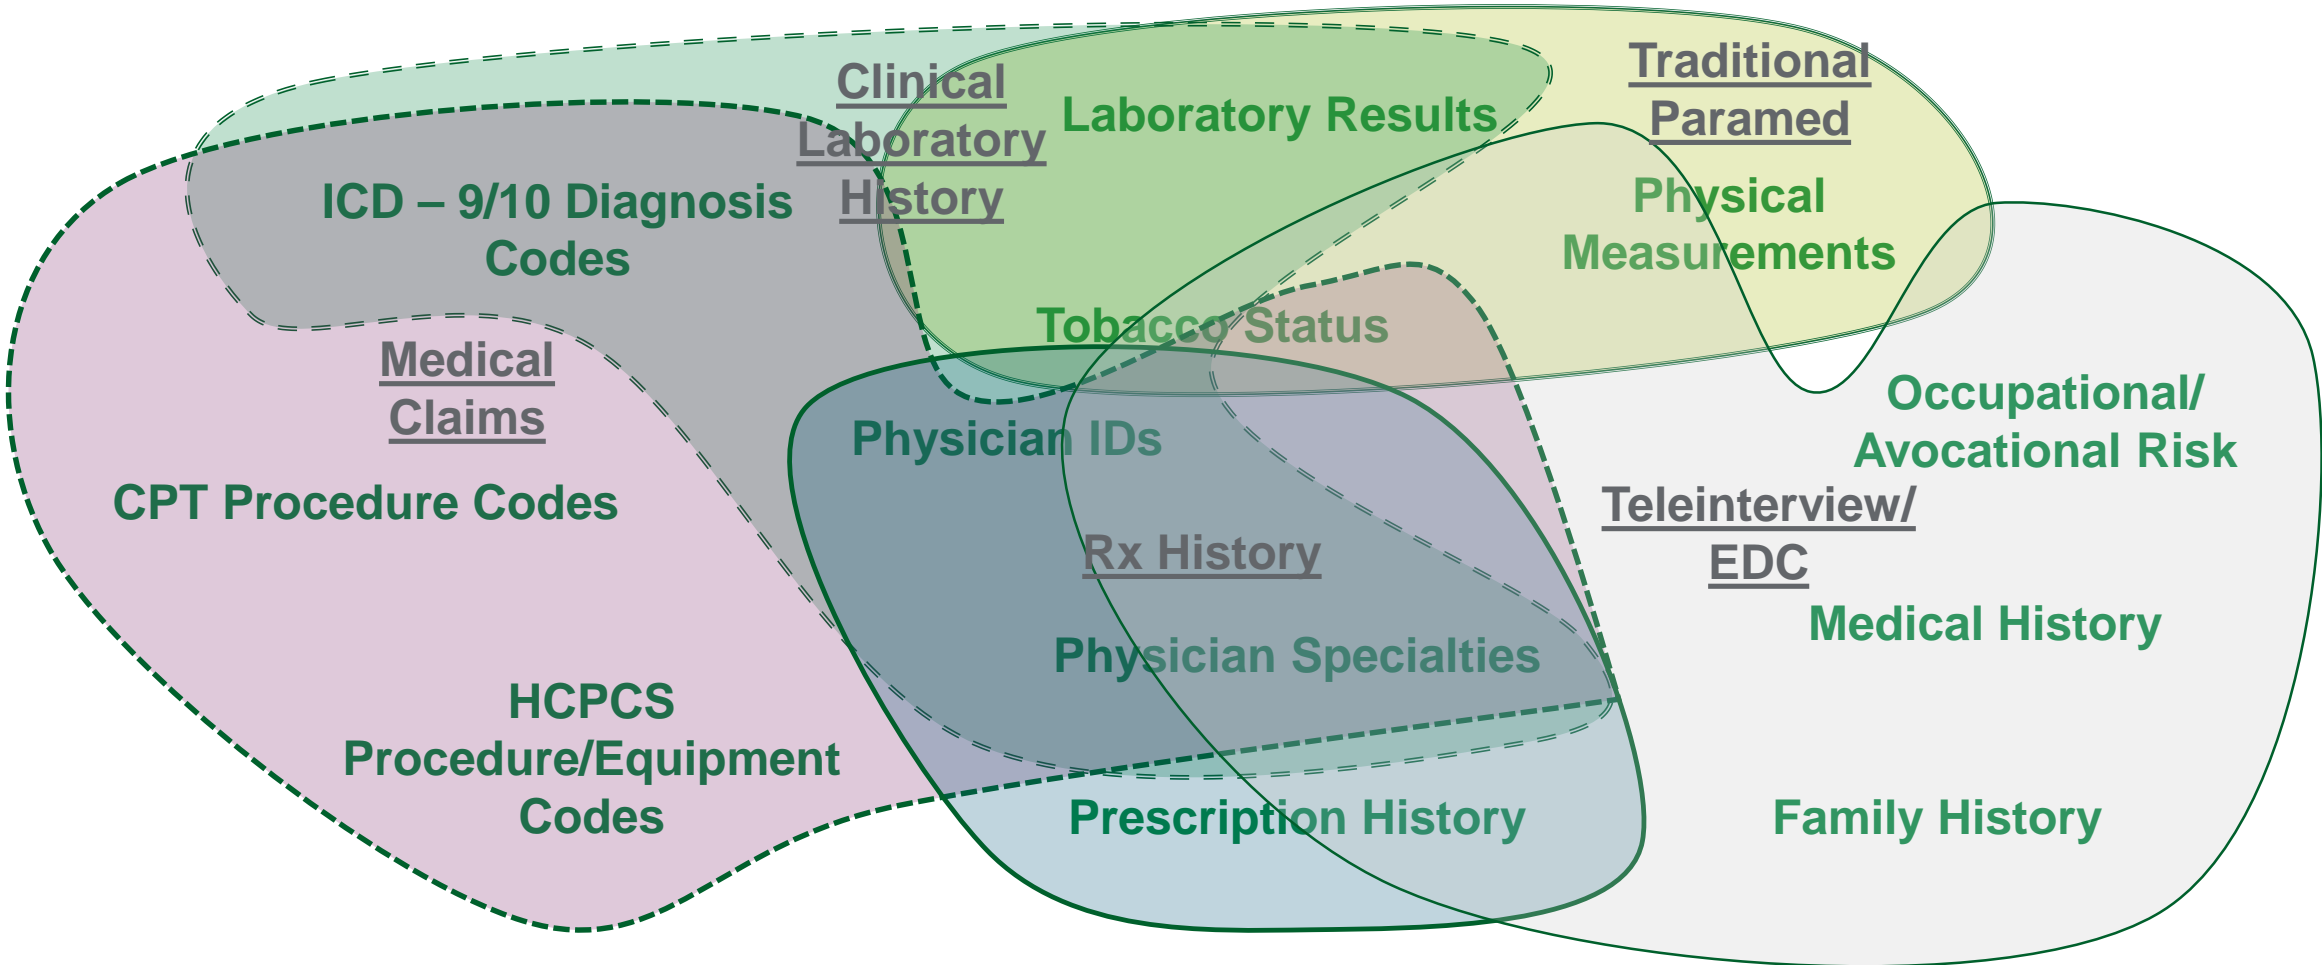 Clinical
Laboratory
History
Laboratory Results
Traditional
Paramed
ICD – 9/10 Diagnosis
Codes
Physical
Measurements
Tobacco Status
Medical
Claims
Physician IDs
Occupational/
Avocational Risk
CPT Procedure Codes
Rx History
Teleinterview/
EDC
Physician Specialties
Medical History
HCPCS
Procedure/Equipment
Codes
Prescription History
Family History